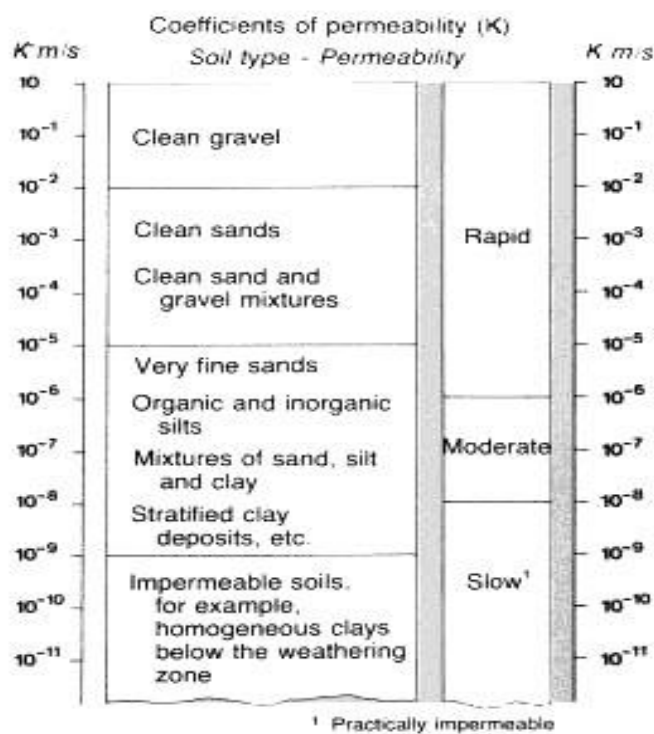 Coefficients of permeability (K)
K m/s
Soil type - Permeability
K m/s
10
10⁻¹
10⁻²
10⁻³
10⁻⁴
10⁻⁵
10⁻⁶
10⁻⁷
10⁻⁸
10⁻⁹
10⁻¹⁰
10⁻¹¹
Clean gravel
Clean sands
Clean sand and
gravel mixtures
Very fine sands
Organic and inorganic
silts
Mixtures of sand, silt
and clay
Stratified clay
deposits, etc.
Impermeable soils.
for example,
homogeneous clays
below the weathering
zone
Rapid
Moderate
Slow¹
10
10⁻¹
10⁻²
10⁻³
10⁻⁴
10⁻⁵
10⁻⁶
10⁻⁷
10⁻⁸
10⁻⁹
10⁻¹⁰
10⁻¹¹
¹ Practically impermeable